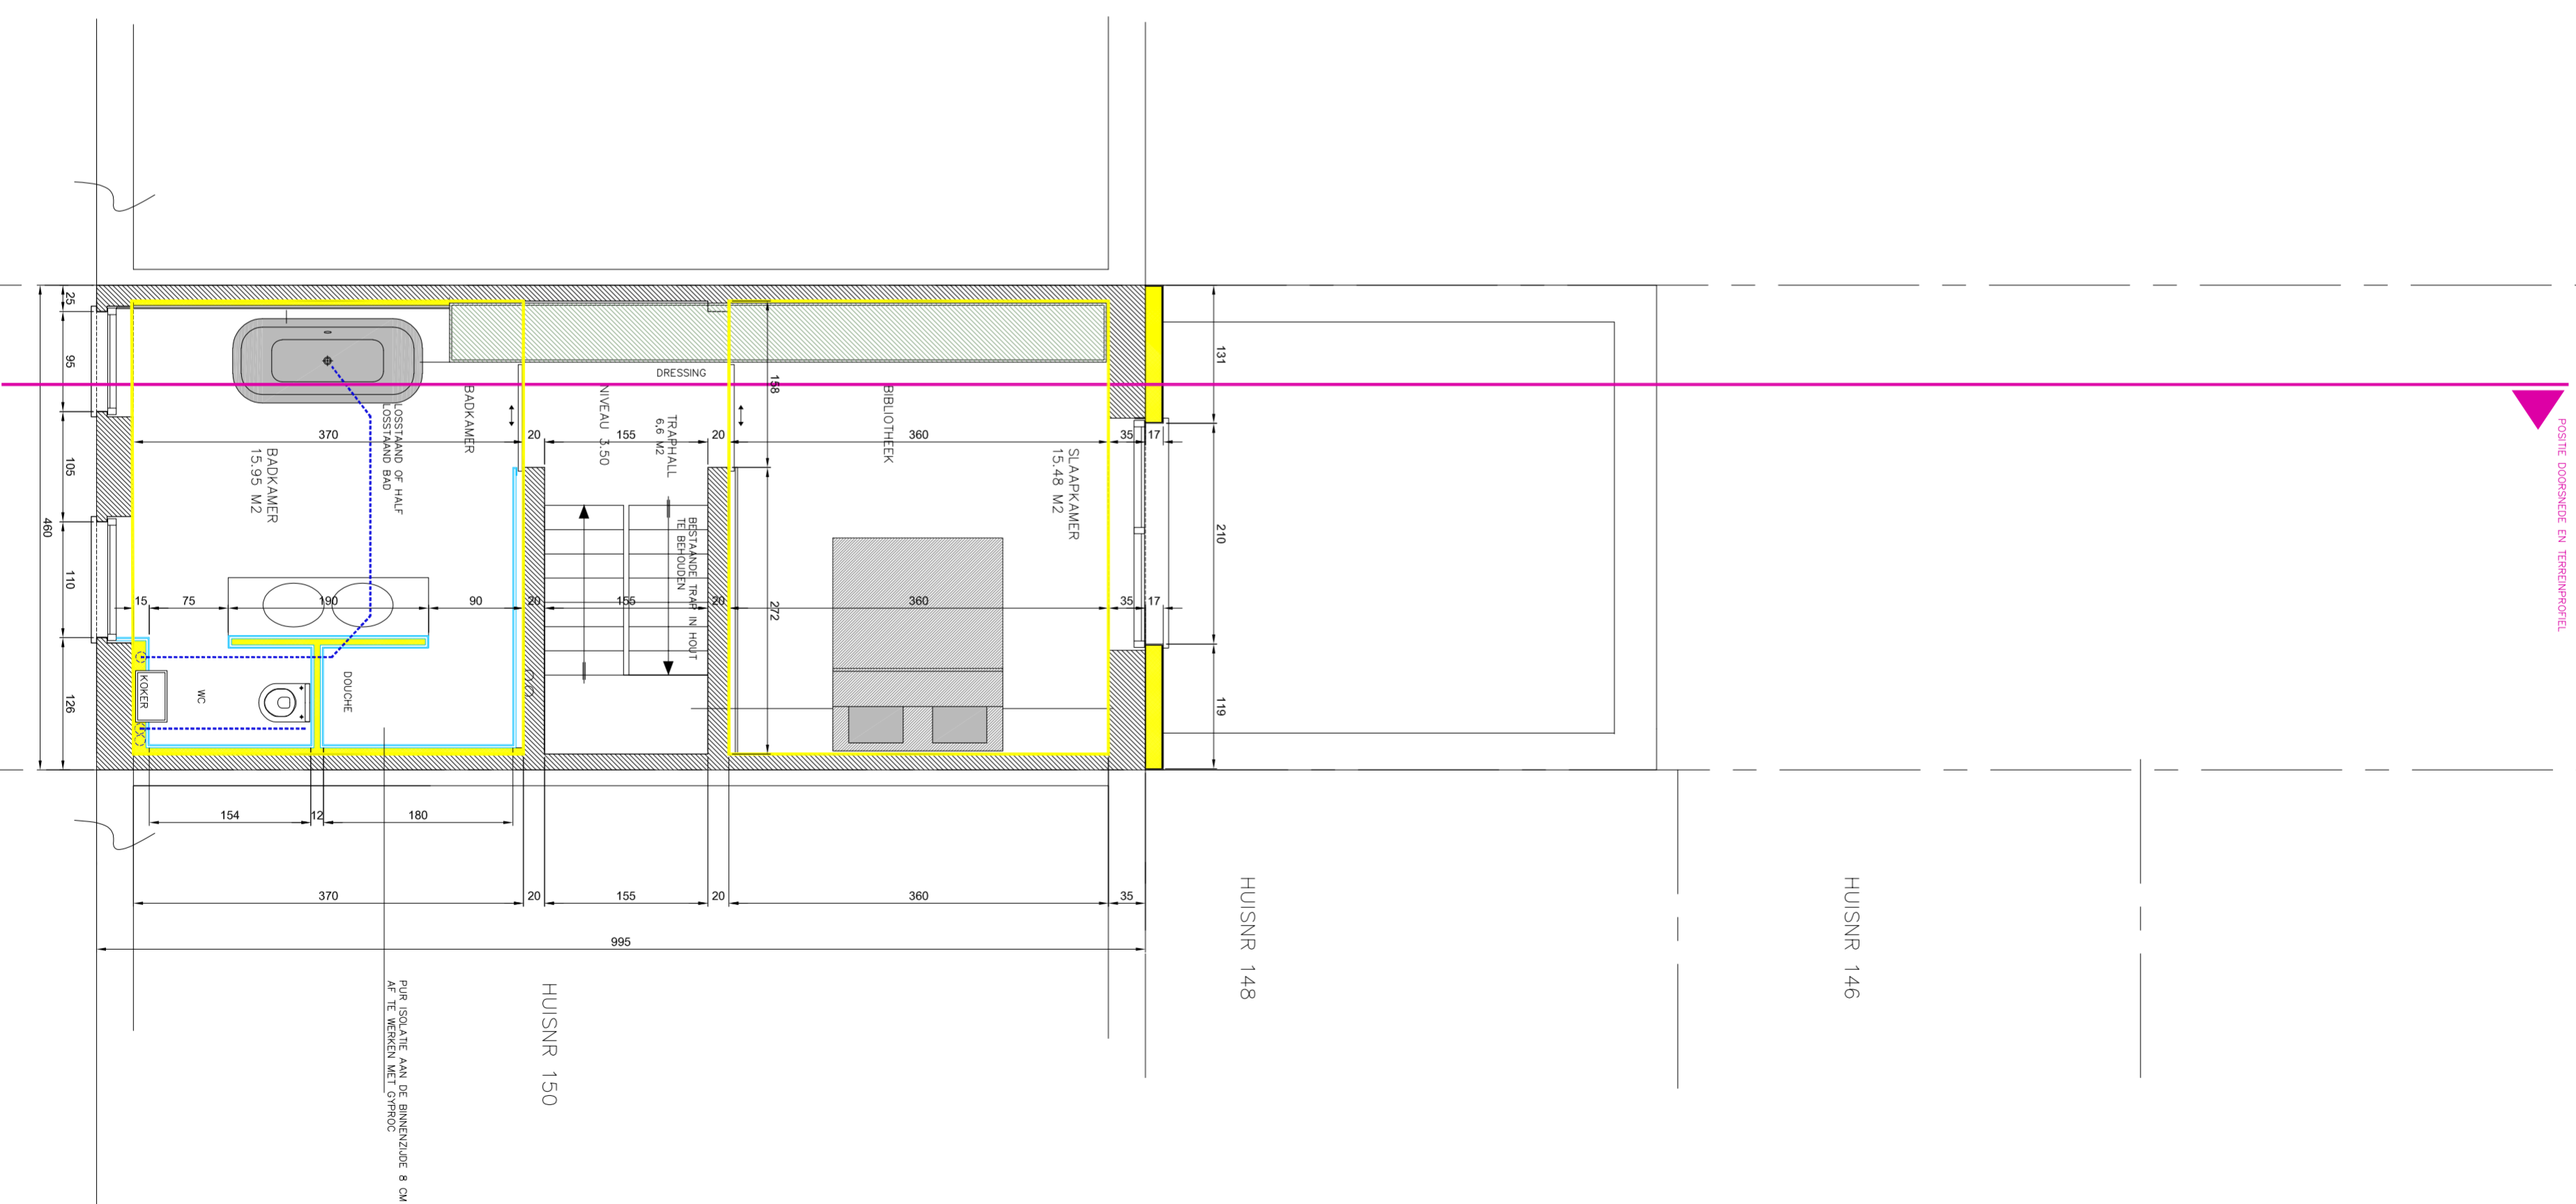 POSITIE DOORSNEDE EN TERREINPROFIEL
25
95
105
110
126
460
131
210
119
158
272
370
20
155
20
360
35
17
15
75
190
90
20
155
20
360
35
17
154
12
180
370
20
155
20
360
35
995
DRESSING
BADKAMER
NIVEAU 3.50
TRAPHALL
6,6 M2
BIBLIOTHEEK
SLAAPKAMER
15.48 M2
LOSSTAAND OF HALF
LOSSTAAND BAD
BADKAMER
15.95 M2
BESTAANDE TRAP IN HOUT
TE BEHOUDEN
KOKER
WC
DOUCHE
HUISNR 150
HUISNR 148
HUISNR 146
PUR ISOLATIE AAN DE BINNENZIJDE 8 CM
AF TE WERKEN MET GYPROC